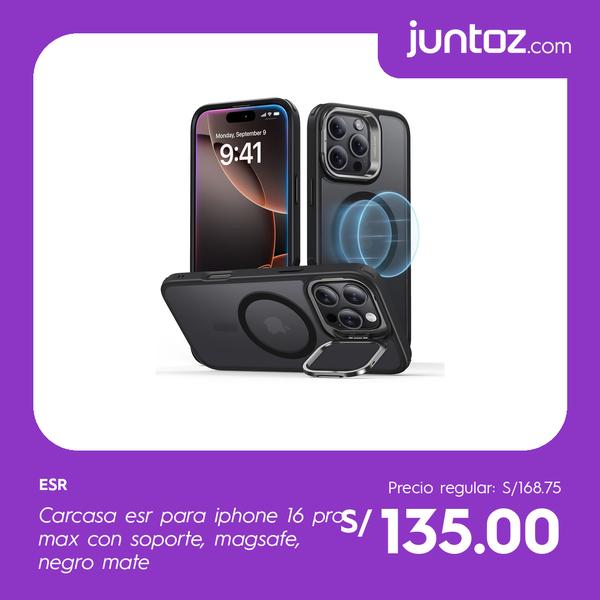 juntoz.com
Monday, September 9
9:41
ESR
Carcasa esr para iphone 16 pro
max con soporte, magsafe,
negro mate
Precio regular: S/168.75
S/135.00